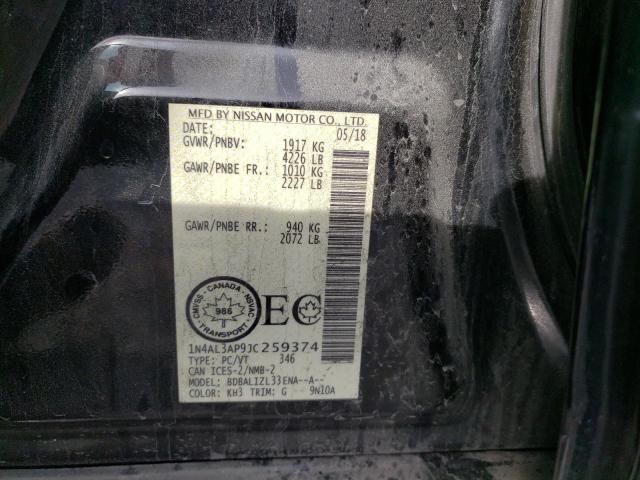 MFD BY NISSAN MOTOR CO., LTD.
DATE: 05/18
GVWR/PNBV: 1917 KG
4226 LB
GAWR/PNBE FR.: 1010 KG
2227 LB
GAWR/PNBE RR.: 940 KG
2072 LB
CANADA
CMVSS NSVAC
986
TRANSPORT
EC
1N4AL3AP9JC259374
TYPE: PC/VT 346
CAN ICES-2/NMB-2
MODEL: BDBALIZL33ENA--A--
COLOR: KH3 TRIM: G 9N10A